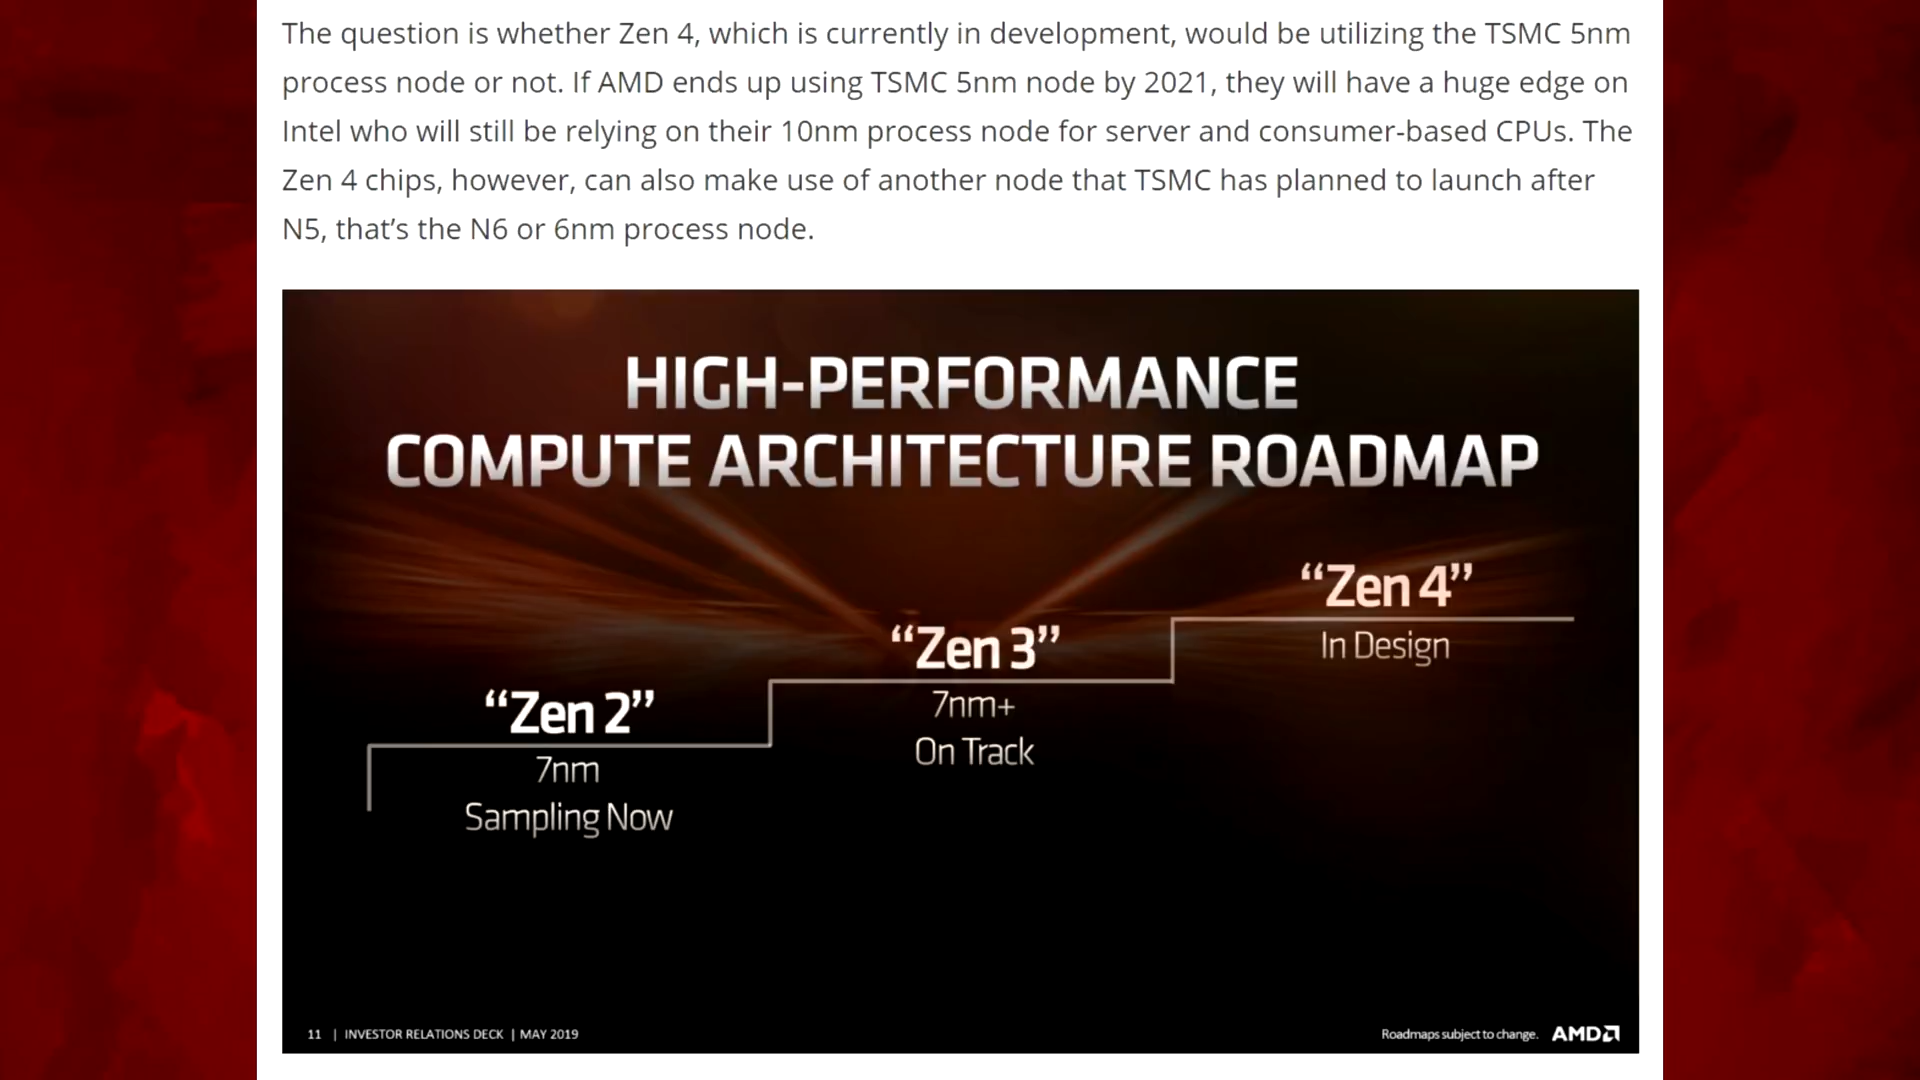 The question is whether Zen 4, which is currently in development, would be utilizing the TSMC 5nm
process node or not. If AMD ends up using TSMC 5nm node by 2021, they will have a huge edge on
Intel who will still be relying on their 10nm process node for server and consumer-based CPUs. The
Zen 4 chips, however, can also make use of another node that TSMC has planned to launch after
N5, that’s the N6 or 6nm process node.
HIGH-PERFORMANCE
COMPUTE ARCHITECTURE ROADMAP
“Zen 2”
7nm
Sampling Now
“Zen 3”
7nm+
On Track
“Zen 4”
In Design
11 | INVESTOR RELATIONS DECK | MAY 2019
Roadmaps subject to change. AMD